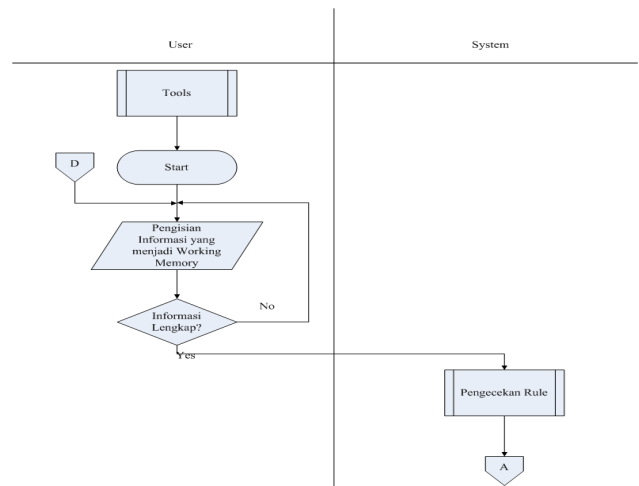 User
System
Tools
D
Start
Pengisian
Informasi yang
menjadi Working
Memory
Informasi
Lengkap?
No
Yes
Pengecekan Rule
A